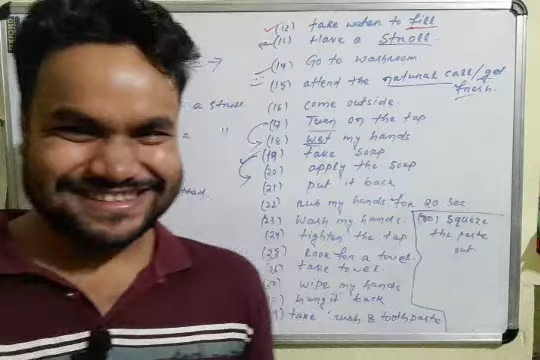 (12) Take water to fill
(13) Have a stroll
(14) Go to washroom
(15) attend the natural call/get
fresh.
a stroll
(16) come outside.
a "
(17) Turn on the tap
(18) wet my hands
(19) take soap
(20) apply the soap
(21) put it back
(22) rub my hands for 20 sec
(23) wash my hands.
(24) tighten the tap
(25) Look for a towel.
(26) take towel.
wipe my hands
hang it back
take & toothpaste
(30) squeeze
the paste
out